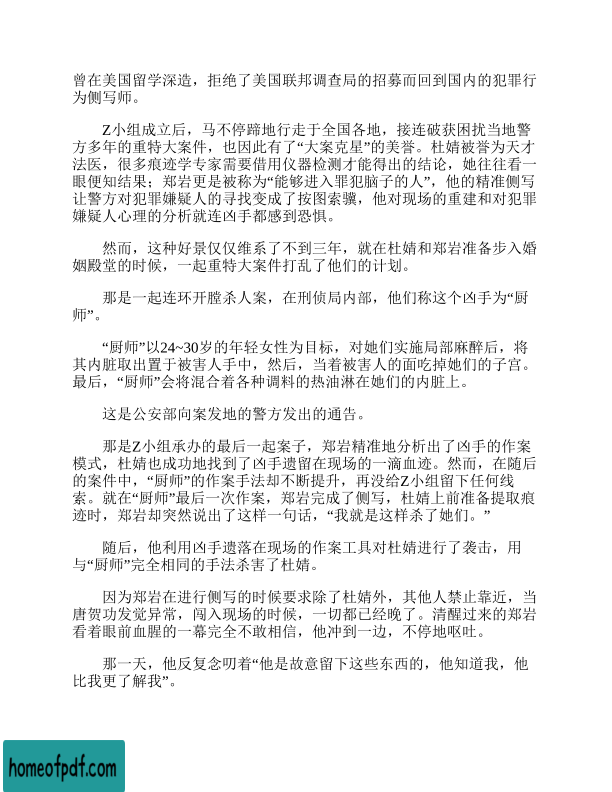 曾在美国留学深造，拒绝了美国联邦调查局的招募而回到国内的犯罪行
为侧写师。
Z小组成立后，马不停蹄地行走于全国各地，接连破获困扰当地警
方多年的重特大案件，也因此有了“大案克星”的美誉。杜婧被誉为天才
法医，很多痕迹学专家需要借用仪器检测才能得出的结论，她往往看一
眼便知结果；郑岩更是被称为“能够进入罪犯脑子的人”，他的精准侧写
让警方对犯罪嫌疑人的寻找变成了按图索骥，他对现场的重建和对犯罪
嫌疑人心理的分析就连凶手都感到恐惧。
然而，这种好景仅仅维系了不到三年，就在杜婧和郑岩准备步入婚
姻殿堂的时候，一起重特大案件打乱了他们的计划。
那是一起连环开膛杀人案，在刑侦局内部，他们称这个凶手为“厨
师”。
“厨师”以24~30岁的年轻女性为目标，对她们实施局部麻醉后，将
其内脏取出置于被害人手中，然后，当着被害人的面吃掉她们的子宫。
最后，“厨师”会将混合着各种调料的热油淋在她们的内脏上。
这是公安部向案发地的警方发出的通告。
那是Z小组承办的最后一起案子，郑岩精准地分析出了凶手的作案
模式，杜婧也成功地找到了凶手遗留在现场的一滴血迹。然而，在随后
的案件中，“厨师”的作案手法却不断提升，再没给Z小组留下任何线
索。就在“厨师”最后一次作案，郑岩完成了侧写，杜婧上前准备提取痕
迹时，郑岩却突然说出了这样一句话，“我就是这样杀了她们。”
随后，他利用凶手遗落在现场的作案工具对杜婧进行了袭击，用
与“厨师”完全相同的手法杀害了杜婧。
因为郑岩在进行侧写的时候要求除了杜婧外，其他人禁止靠近，当
唐贺功发觉异常，闯入现场的时候，一切都已经晚了。清醒过来的郑岩
看着眼前血腥的一幕完全不敢相信，他冲到一边，不停地呕吐。
那一天，他反复念叨着“他是故意留下这些东西的，他知道我，他
比我更了解我”。
homeofpdf.com